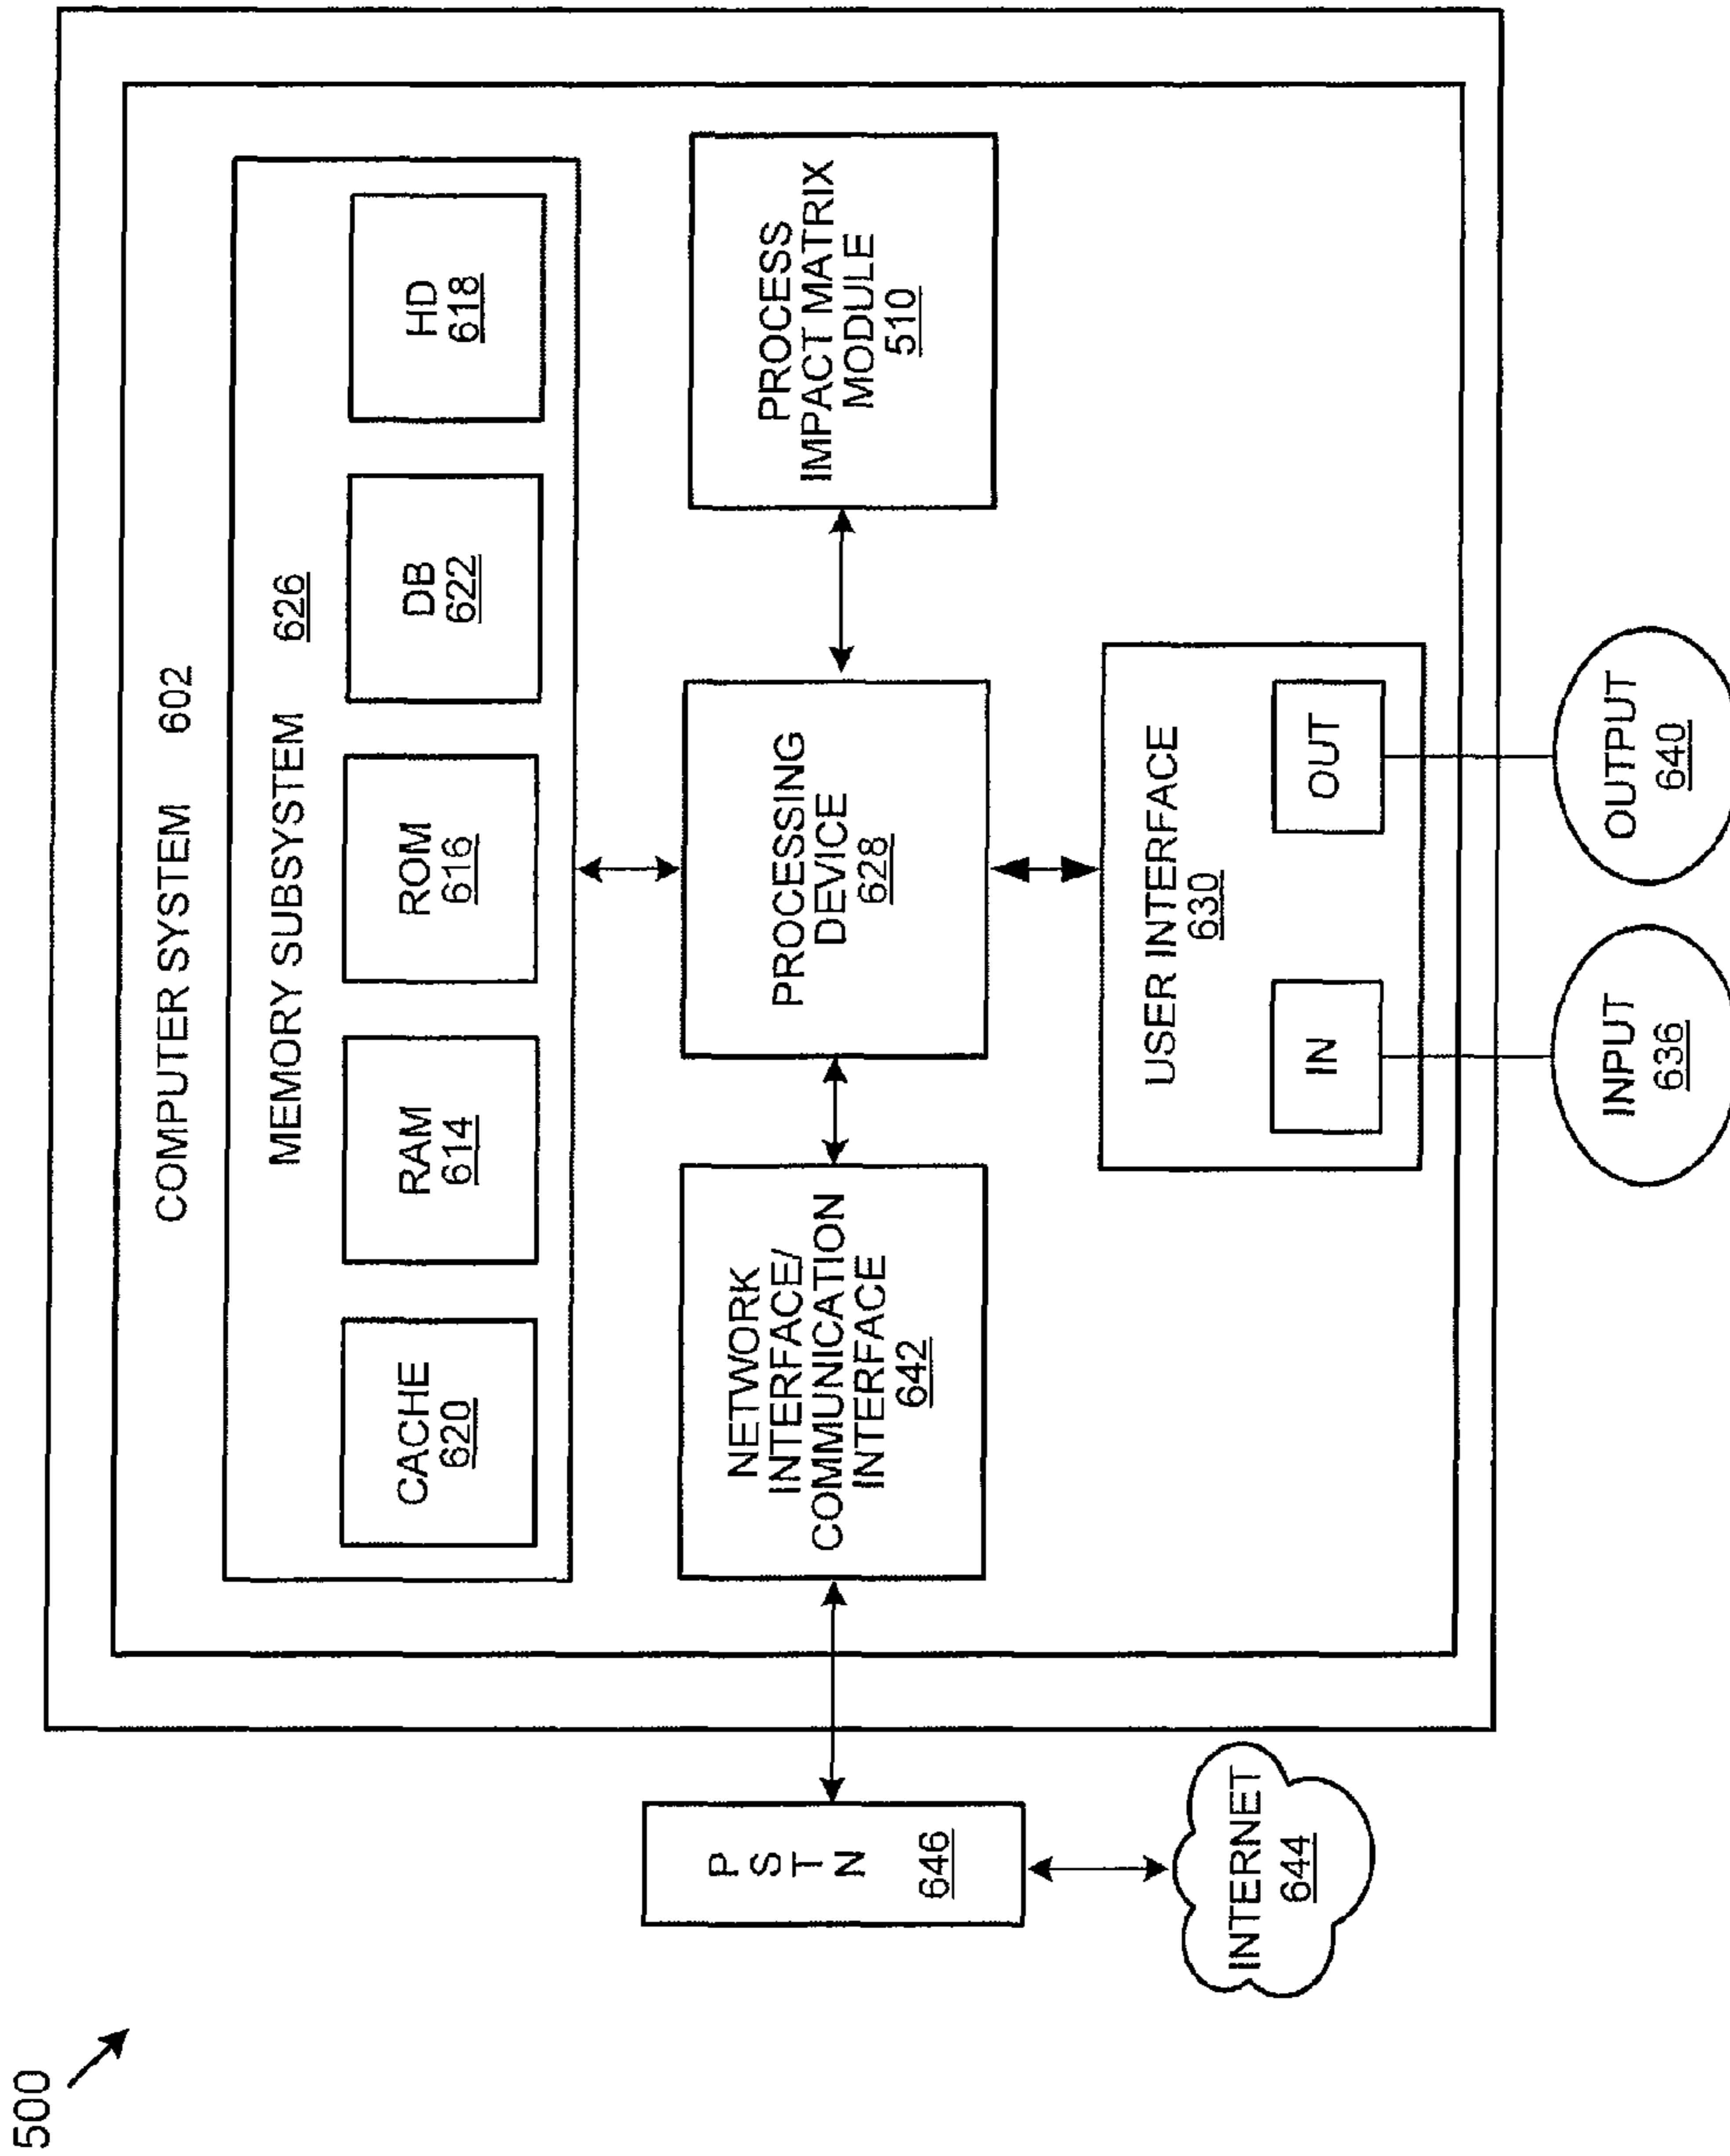 500
COMPUTER SYSTEM 602
MEMORY SUBSYSTEM 626
CACHE
620
RAM
614
ROM
616
DB
622
HD
618
NETWORK
INTERFACE/
COMMUNICATION
INTERFACE
642
PROCESSING
DEVICE
628
PROCESS
IMPACT MATRIX
MODULE
510
P
S
T
N
646
INTERNET
644
USER INTERFACE
630
IN
OUT
INPUT
636
OUTPUT
640